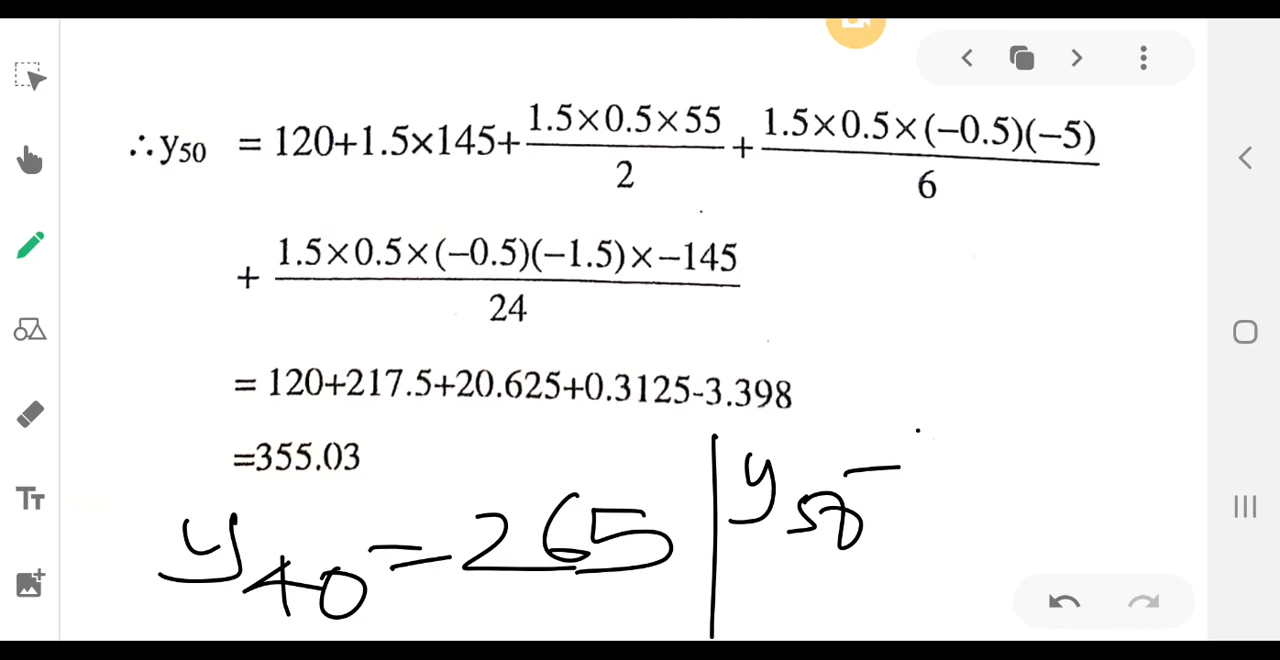 ∴y₅₀ = 120+1.5×145+ 1.5×0.5×55/2 + 1.5×0.5×(−0.5)(−5)/6
+ 1.5×0.5×(−0.5)(−1.5)×−145/24
= 120+217.5+20.625+0.3125-3.398
=355.03
y₄₀ = 265 | y₅₀ −
TT